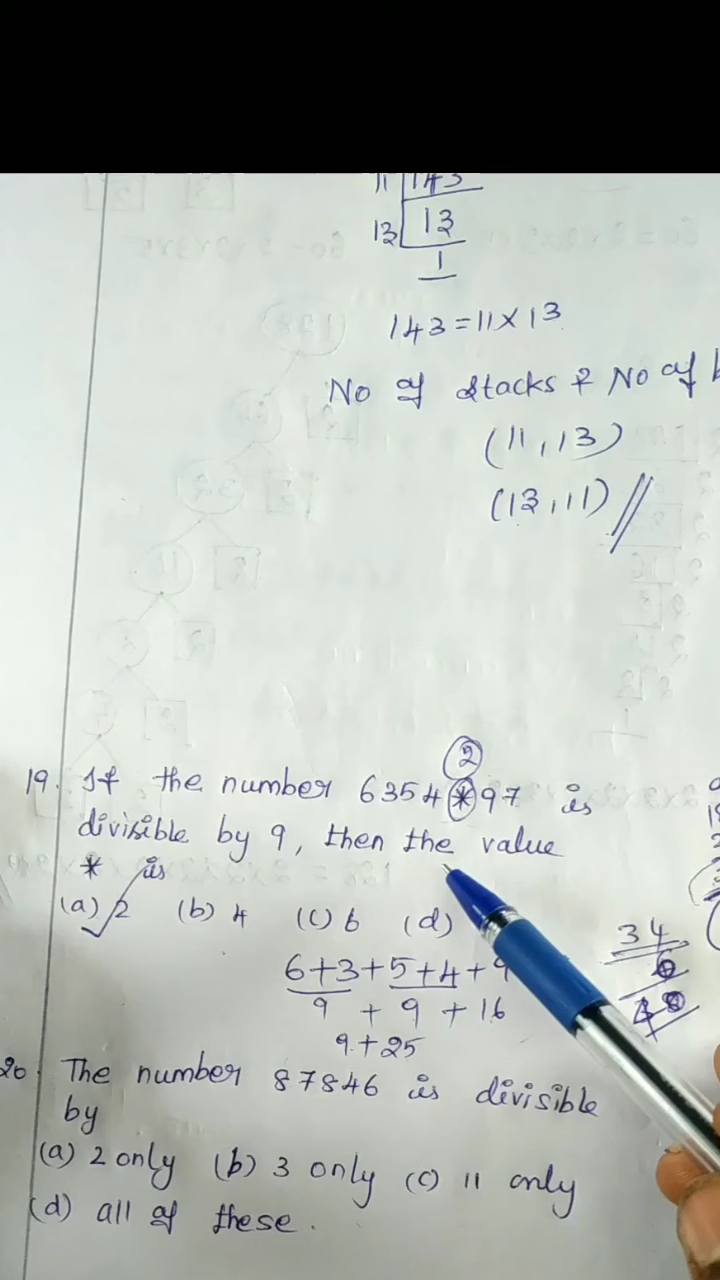 11 143
13 13
1
143 = 11 × 13
No of stacks & No of
(11, 13)
(13, 11) //
2
19. If the number 6354*97 is
divisible by 9, then the value
* is
(a) 2 (b) 4 (c) 6 (d)
6+3+5+4+9
9 + 9 + 16
9+25
34
20. The number 87846 is divisible
by
(a) 2 only (b) 3 only (c) 11 only
(d) all of these.